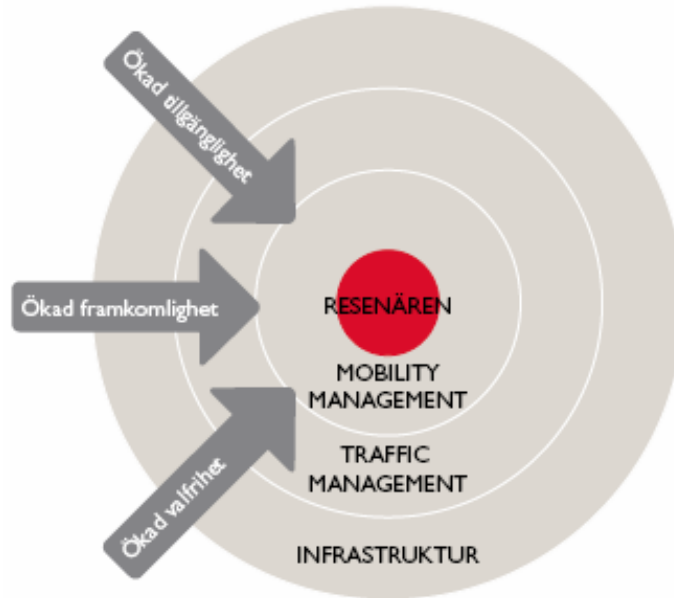 Ökad tillgänglighet
Ökad framkomlighet
RESENÄREN
MOBILITY
MANAGEMENT
Ökad valfrihet
TRAFFIC
MANAGEMENT
INFRASTRUKTUR